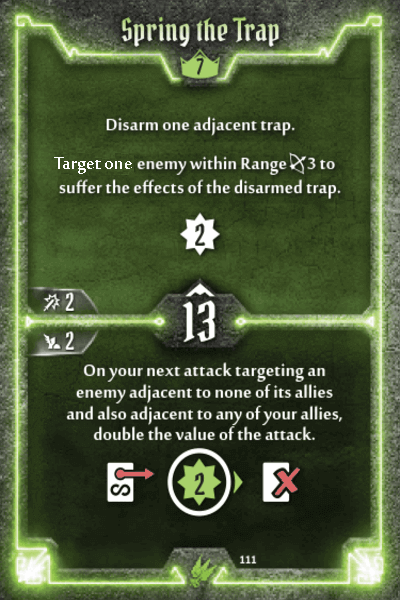 Spring the Trap
7
Disarm one adjacent trap.
Target one enemy within Range 3 to
suffer the effects of the disarmed trap.
2
2
13
2
On your next attack targeting an
enemy adjacent to none of its allies
and also adjacent to any of your allies,
double the value of the attack.
S 2
111